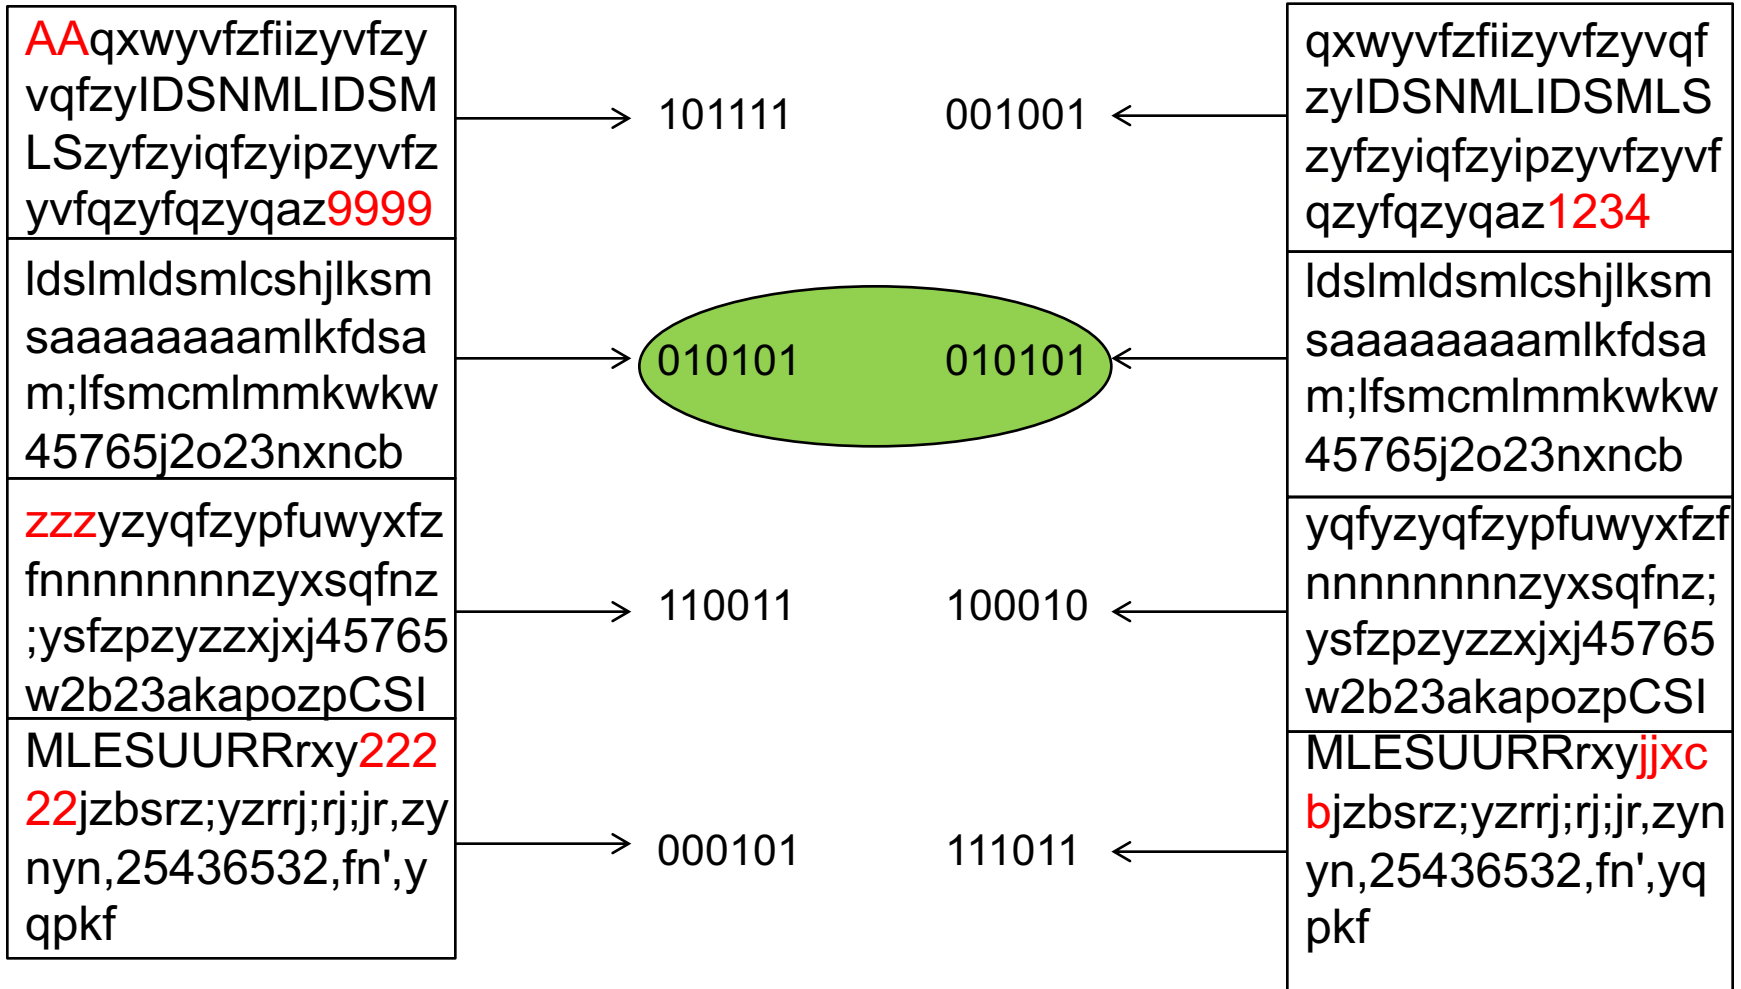 AAqxwyvfzfiizyvfzy
vqfzyIDSNMLIDSM
LSzyfzyiqfzyipzyvfz
yvfqzyfqzyqaz9999
ldslmldsmlcshjlksm
saaaaaaaamlkfdsa
m;lfsmcmlmmkwkw
45765j2o23nxncb
zzzyzyqfzypfuwyxfz
fnnnnnnnnzyxsqfnz
;ysfzpzyzzxjxj45765
w2b23akapozpCSI
MLESUURRrxy222
22jzbsrz;yzrrj;rj;jr,zy
nyn,25436532,fn',y
qpkf
101111
010101
110011
000101
001001
010101
100010
111011
qxwyvfzfiizyvfzyvqf
zyIDSNMLIDSMLS
zyfzyiqfzyipzyvfzyvf
qzyfqzyqaz1234
ldslmldsmlcshjlksm
saaaaaaaamlkfdsa
m;lfsmcmlmmkwkw
45765j2o23nxncb
yqfyzyqfzypfuwyxfzf
nnnnnnnnzyxsqfnz;
ysfzpzyzzxjxj45765
w2b23akapozpCSI
MLESUURRrxyjjxc
bjzbsrz;yzrrj;rj;jr,zyn
yn,25436532,fn',yq
pkf